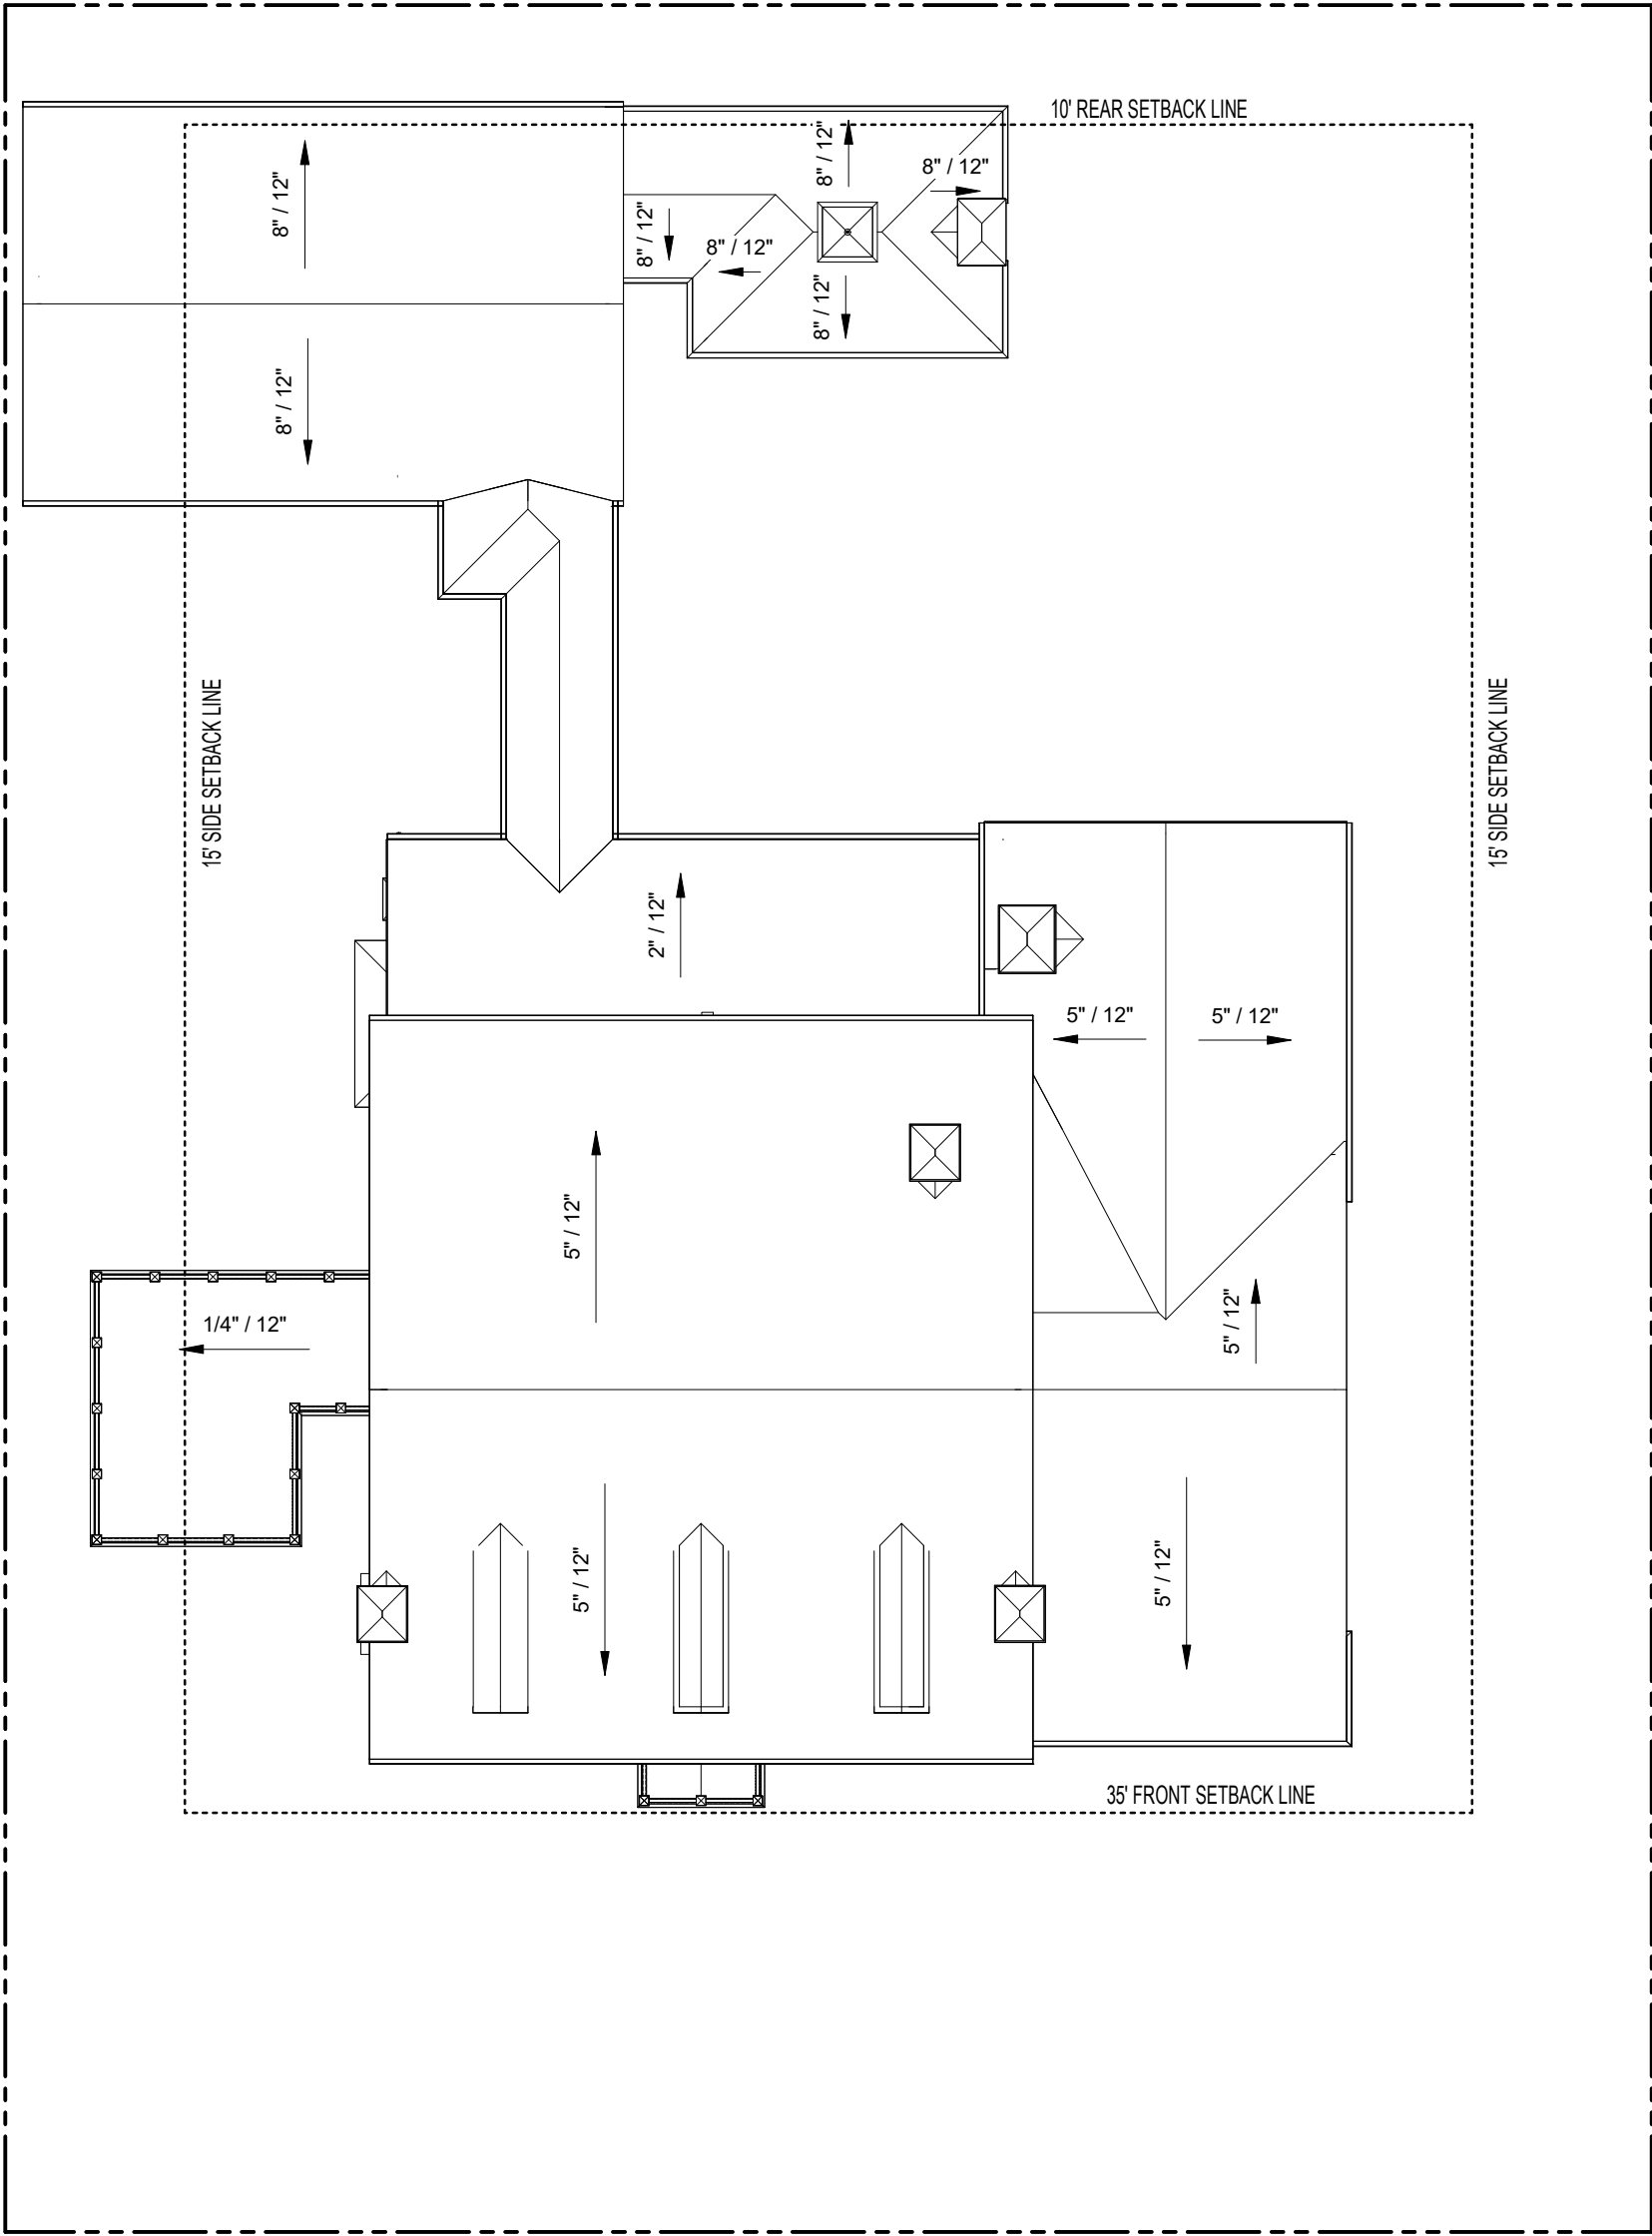 10' REAR SETBACK LINE
8" / 12"
8" / 12"
8" / 12"
8" / 12"
8" / 12"
8" / 12"
8" / 12"
15' SIDE SETBACK LINE
15' SIDE SETBACK LINE
2" / 12"
5" / 12"
5" / 12"
5" / 12"
1/4" / 12"
5" / 12"
5" / 12"
5" / 12"
35' FRONT SETBACK LINE